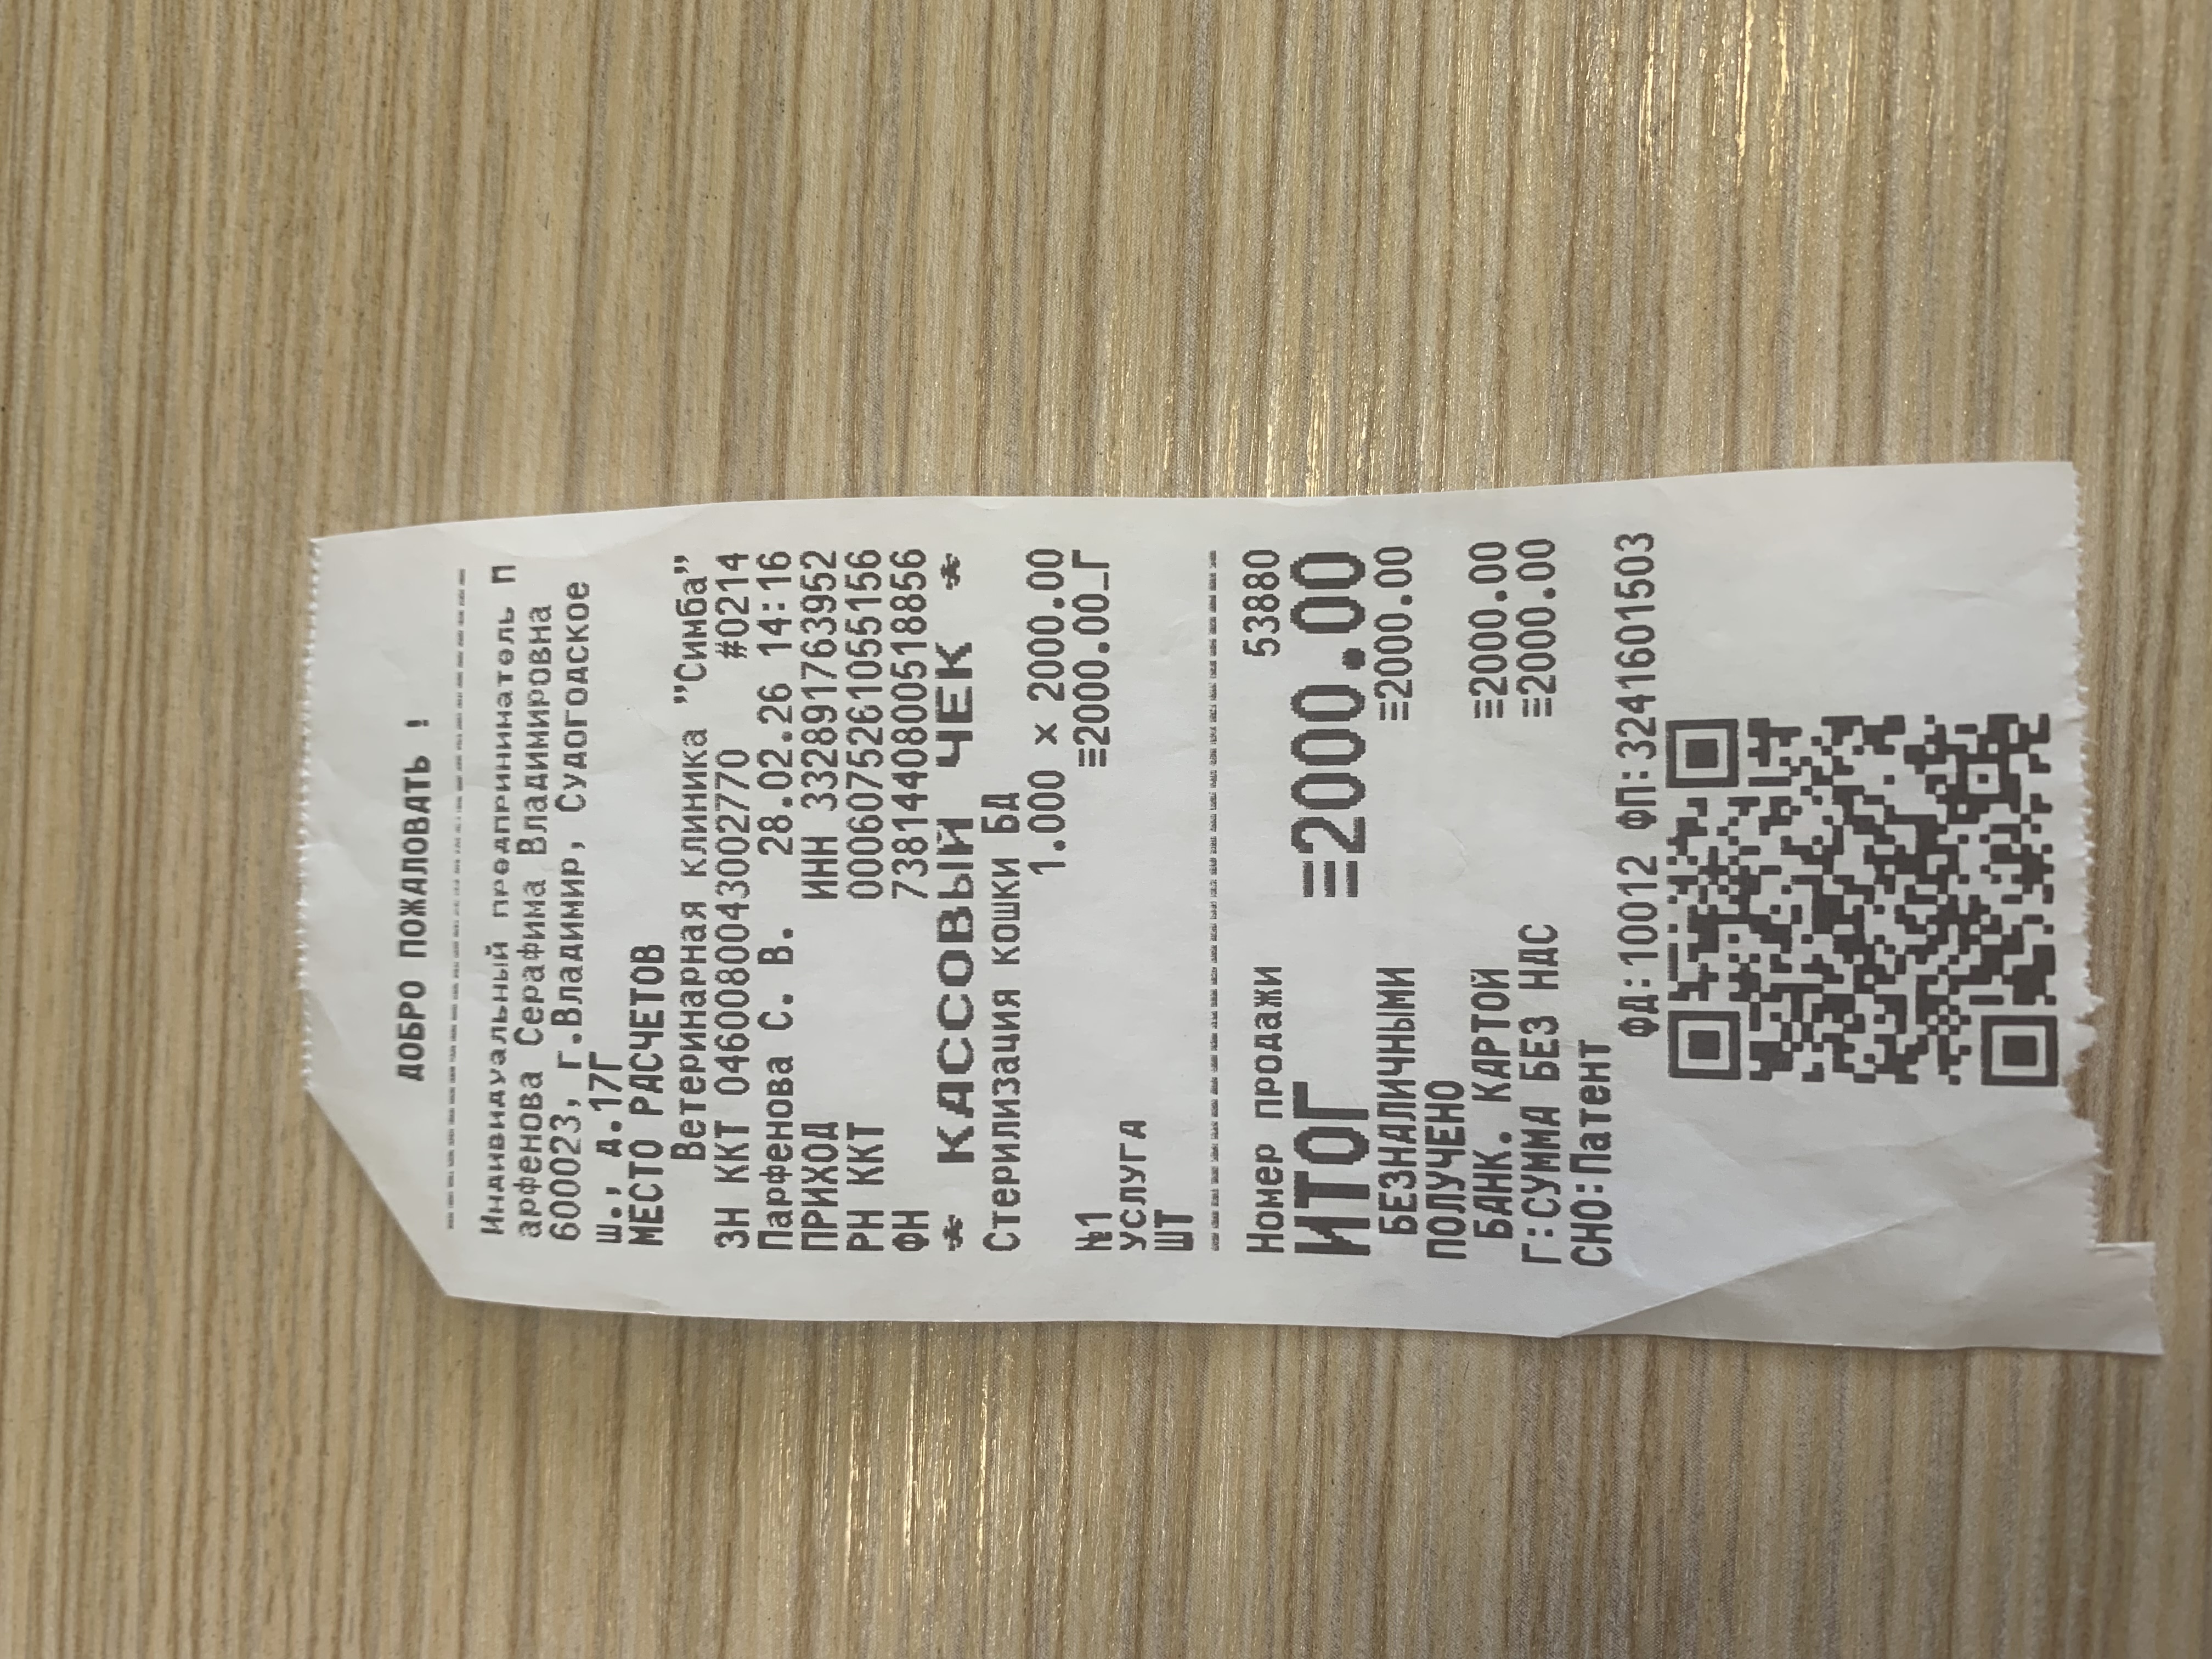 ДОБРО ПОЖАЛОВАТЬ !
Индивидуальный предприниматель П
арфенова Серафима Владимировна
600023, г.Владимир, Судогодское
ш., д.17Г
МЕСТО РАСЧЕТОВ
Ветеринарная клиника "Симба"
ЗН ККТ 04600800430027​70 #0214
Парфенова С. В. 28.02.26 14:16
ПРИХОД ИНН 332891763952
РН ККТ 0006075261055156
ФН 7381440800518856
* КАССОВЫЙ ЧЕК *
Стерилизация кошки БД
1.000 x 2000.00
№1 ≡2000.00_Г
УСЛУГА
ШТ
Номер продажи 53880
ИТОГ ≡2000.00
БЕЗНАЛИЧНЫМИ ≡2000.00
ПОЛУЧЕНО
БАНК. КАРТОЙ ≡2000.00
Г:СУММА БЕЗ НДС ≡2000.00
СНО:Патент
ФД:10012 ФП:3241601503